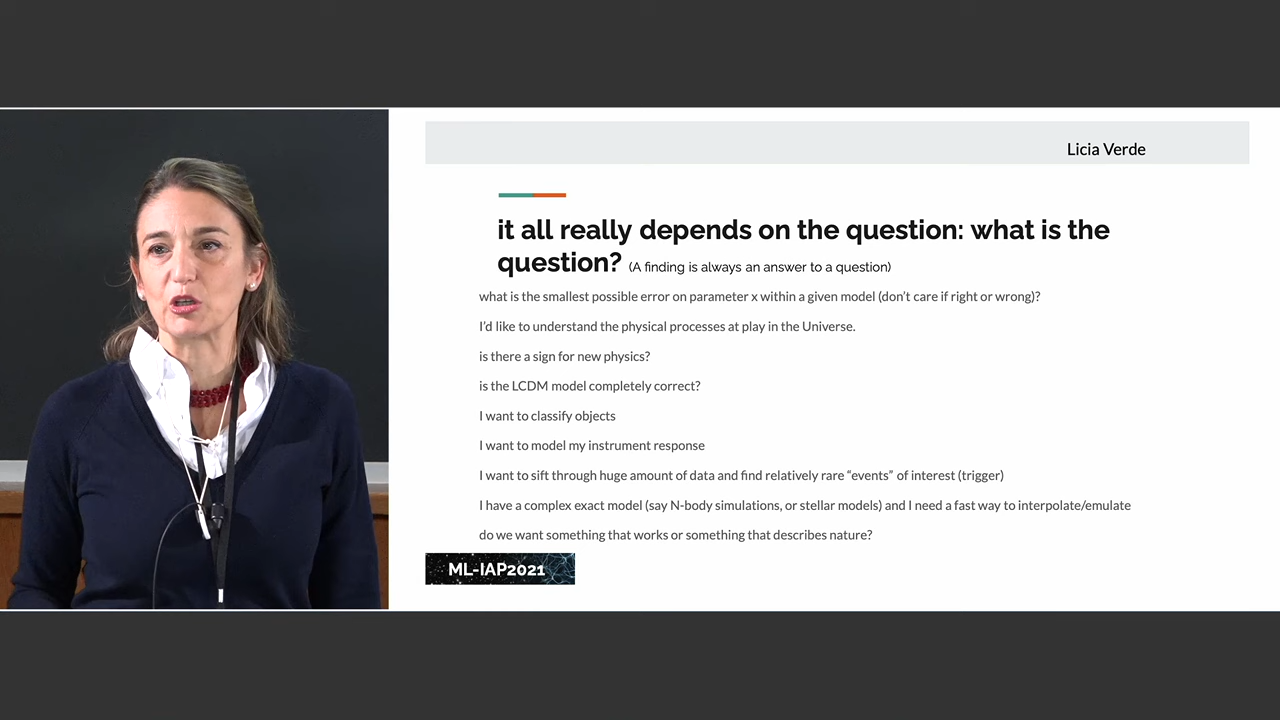 Licia Verde
it all really depends on the question: what is the
question? (A finding is always an answer to a question)
what is the smallest possible error on parameter x within a given model (don’t care if right or wrong)?
I’d like to understand the physical processes at play in the Universe.
is there a sign for new physics?
is the LCDM model completely correct?
I want to classify objects
I want to model my instrument response
I want to sift through huge amount of data and find relatively rare “events” of interest (trigger)
I have a complex exact model (say N-body simulations, or stellar models) and I need a fast way to interpolate/emulate
do we want something that works or something that describes nature?
ML-IAP2021